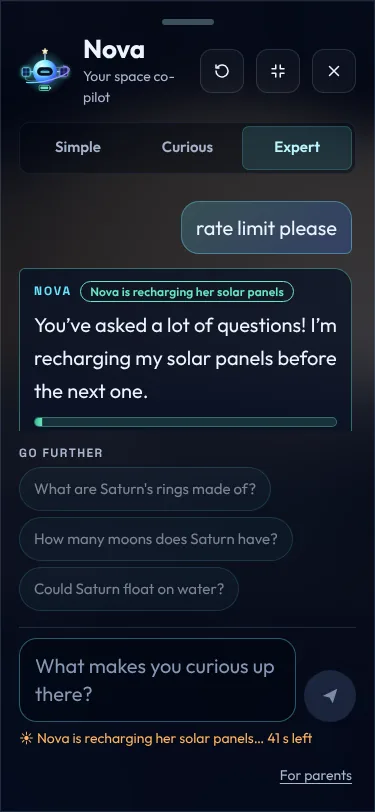 Nova
Your space co-
pilot
Simple
Curious
Expert
rate limit please
NOVA
Nova is recharging her solar panels
You’ve asked a lot of questions! I’m
recharging my solar panels before
the next one.
GO FURTHER
What are Saturn's rings made of?
How many moons does Saturn have?
Could Saturn float on water?
What makes you curious up
there?
☀ Nova is recharging her solar panels… 41 s left
For parents